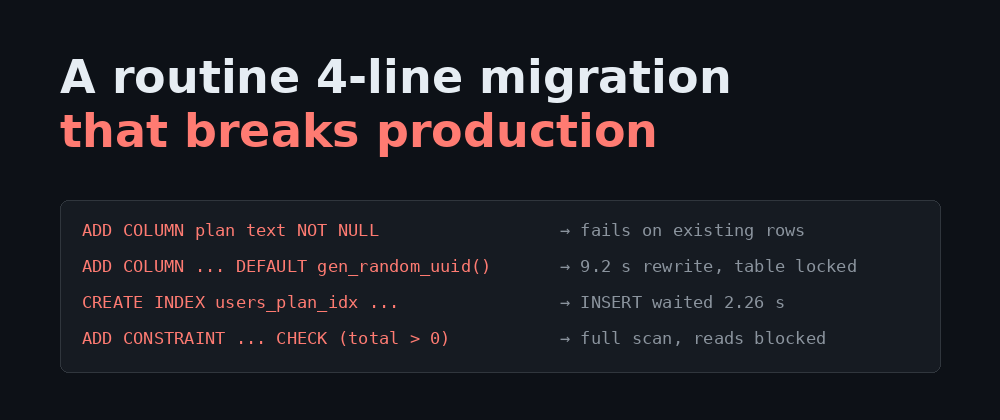 A routine 4-line migration
that breaks production
ADD COLUMN plan text NOT NULL → fails on existing rows
ADD COLUMN ... DEFAULT gen_random_uuid() → 9.2 s rewrite, table locked
CREATE INDEX users_plan_idx ... → INSERT waited 2.26 s
ADD CONSTRAINT ... CHECK (total > 0) → full scan, reads blocked